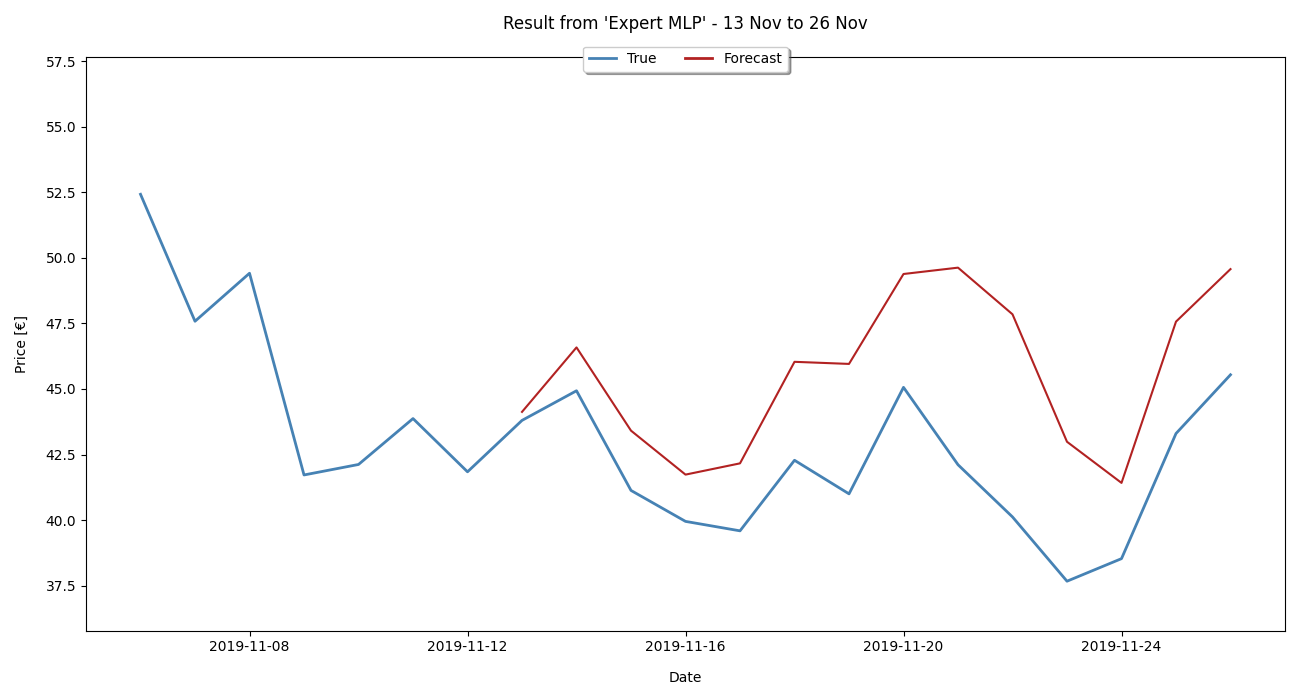 Result from 'Expert MLP' - 13 Nov to 26 Nov
True Forecast
57.5
55.0
52.5
50.0
47.5
45.0
42.5
40.0
37.5
Price [€]
2019-11-08 2019-11-12 2019-11-16 2019-11-20 2019-11-24
Date